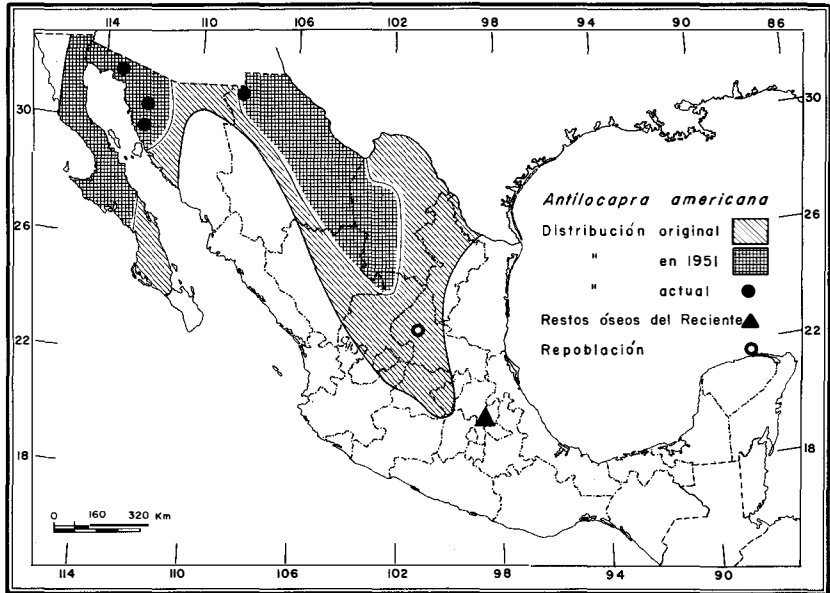 114 110 106 102 98 94 90 86
30 30
26 26
22 22
18 18
Antilocapra americana
Distribución original
" en 1951
" actual
Restos óseos del Reciente
Repoblación
0 160 320 Km
114 110 106 102 98 94 90